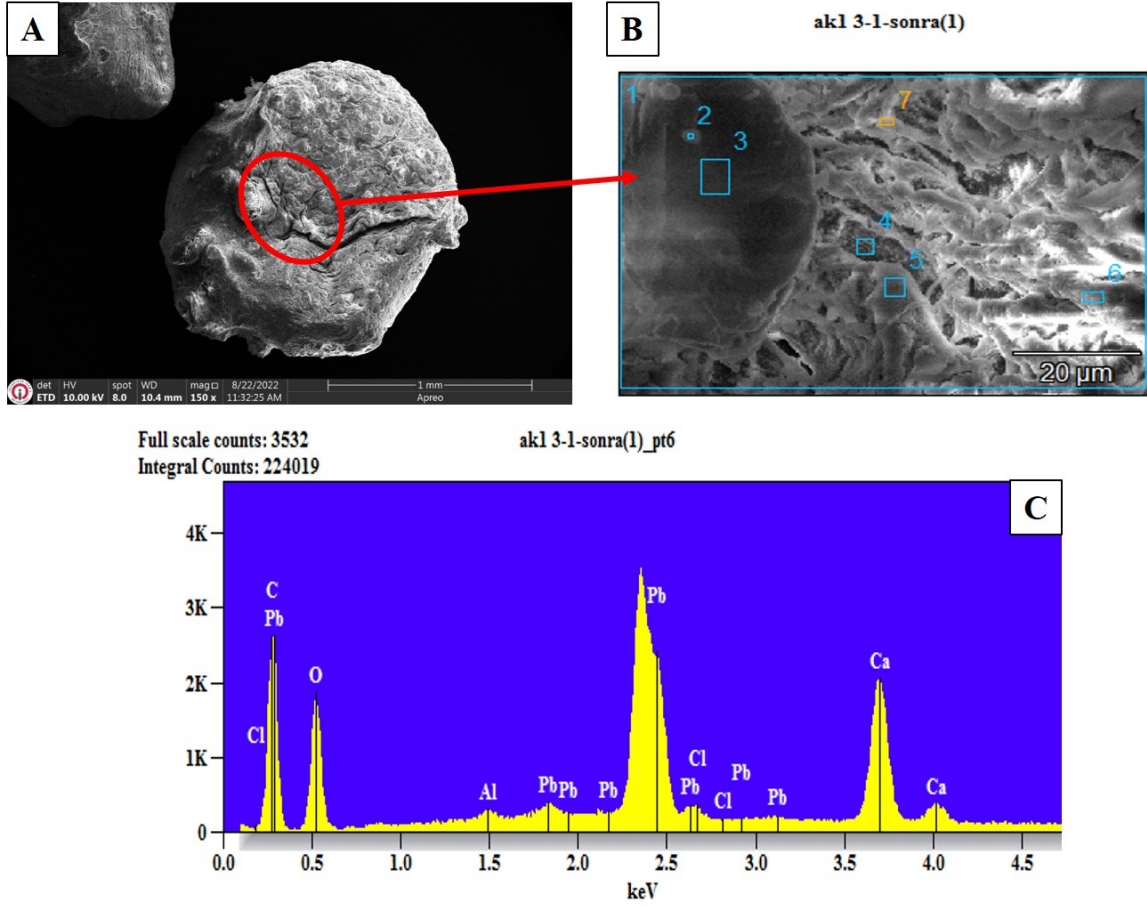 A
det HV spot WD mag □ 8/22/2022 1 mm
ETD 10.00 kV 8.0 10.4 mm 150 x 11:32:25 AM Apreo
B
ak1 3-1-sonra(1)
1
2
3
4
5
6
7
20 µm
Full scale counts: 3532
Integral Counts: 224019
ak1 3-1-sonra(1)_pt6
C
4K
3K
2K
1K
0
Cl
C
Pb
O
Al
Pb
Pb
Pb
Pb
Pb
Cl
Cl
Pb
Pb
Ca
Ca
0.0 0.5 1.0 1.5 2.0 2.5 3.0 3.5 4.0 4.5
keV